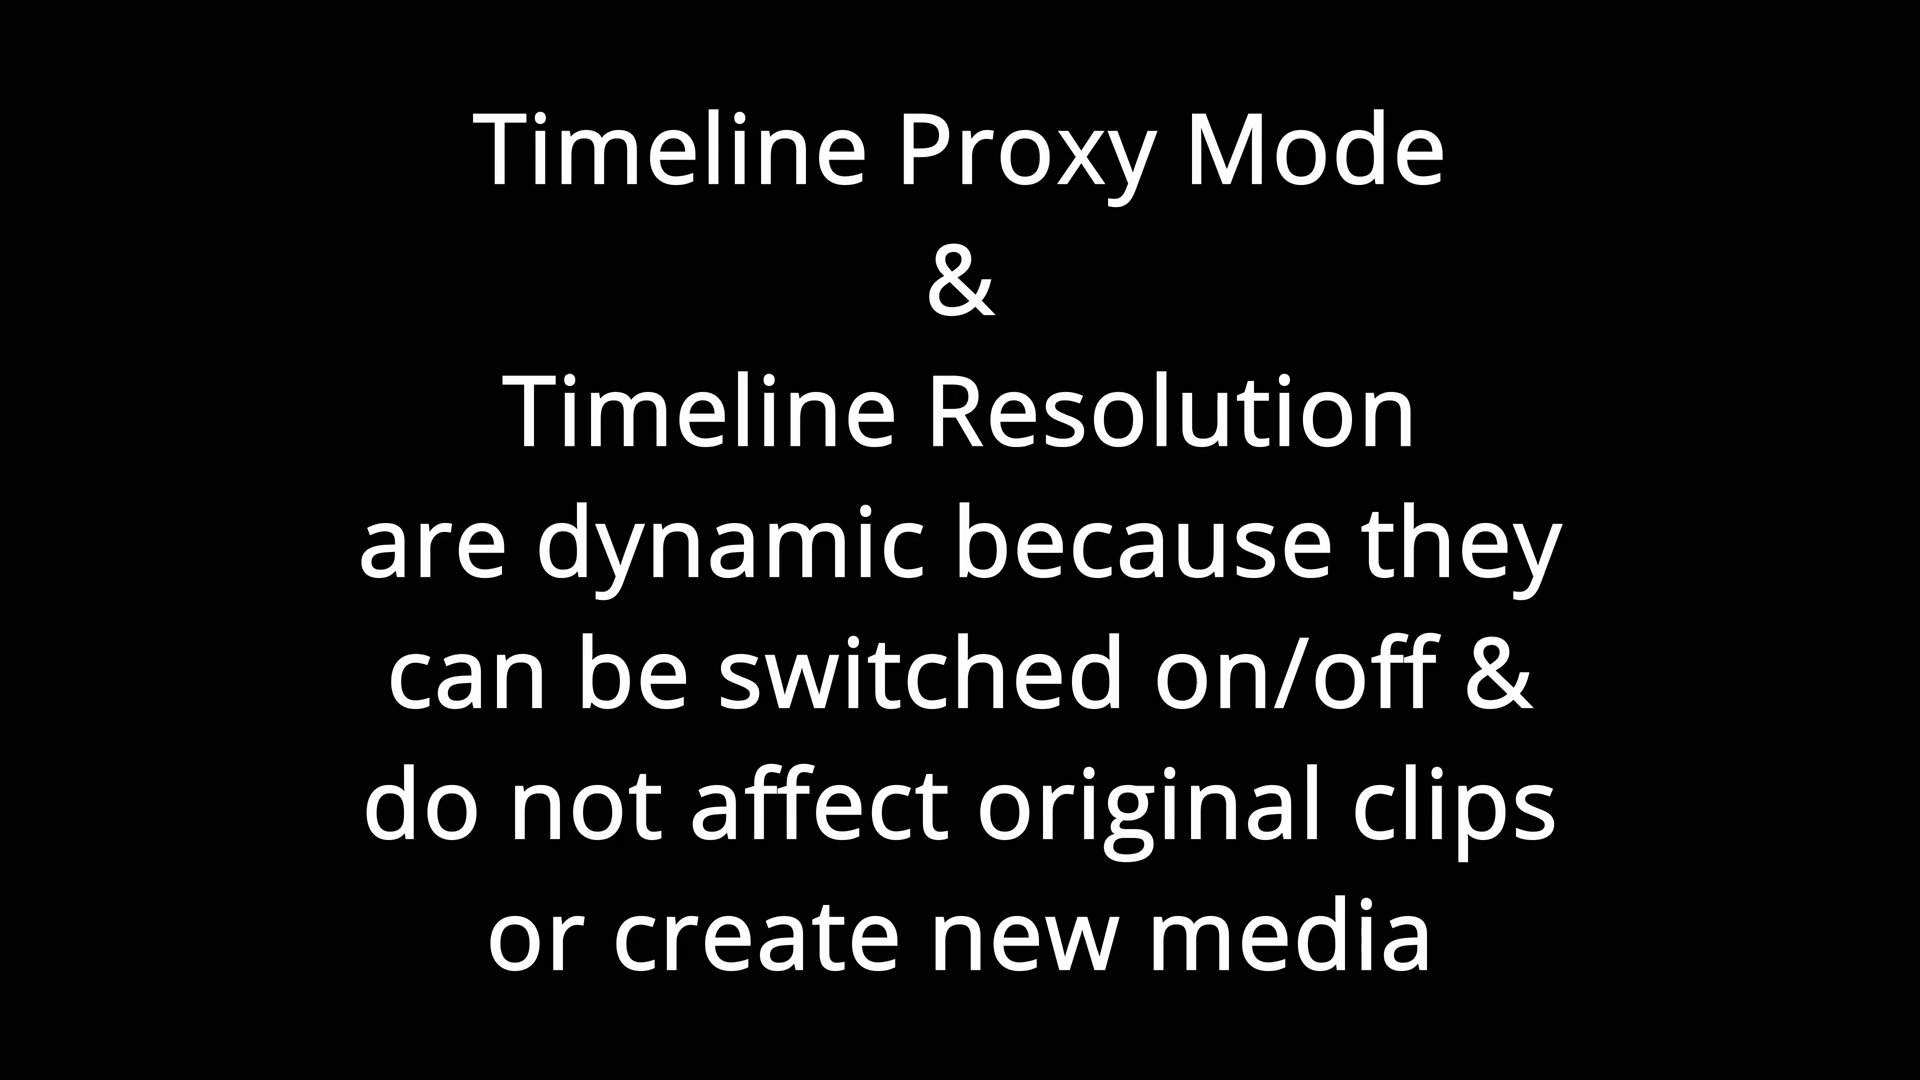 Timeline Proxy Mode
&
Timeline Resolution
are dynamic because they
can be switched on/off &
do not affect original clips
or create new media